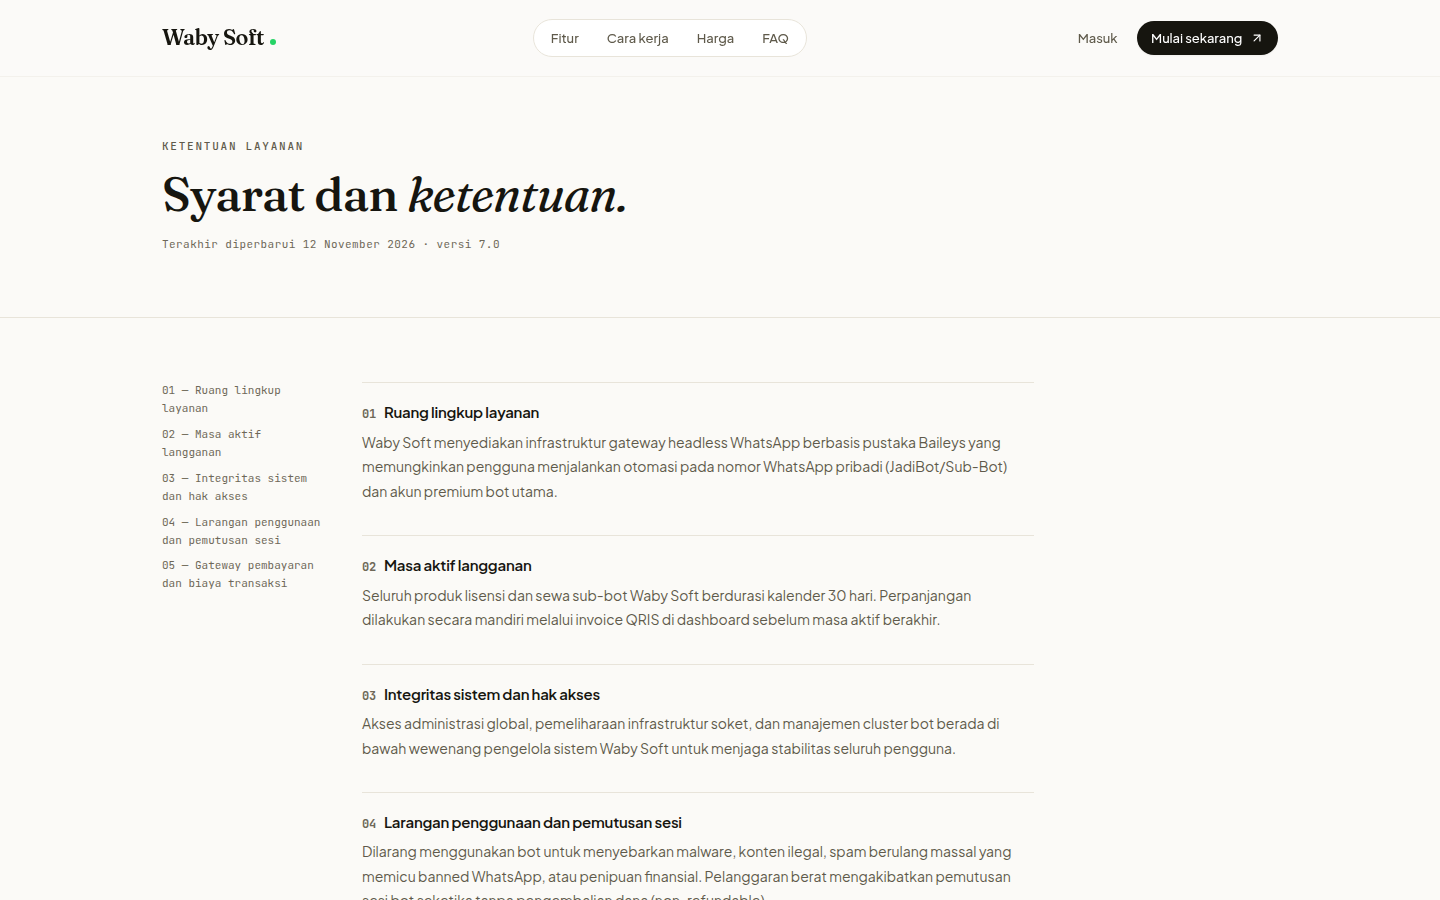 Waby Soft
Fitur
Cara kerja
Harga
FAQ
Masuk
Mulai sekarang
KETENTUAN LAYANAN
Syarat dan ketentuan.
Terakhir diperbarui 12 November 2026 · versi 7.0
01 — Ruang lingkup
layanan
02 — Masa aktif
langganan
03 — Integritas sistem
dan hak akses
04 — Larangan penggunaan
dan pemutusan sesi
05 — Gateway pembayaran
dan biaya transaksi
01 Ruang lingkup layanan
Waby Soft menyediakan infrastruktur gateway headless WhatsApp berbasis pustaka Baileys yang
memungkinkan pengguna menjalankan otomasi pada nomor WhatsApp pribadi (JadiBot/Sub-Bot)
dan akun premium bot utama.
02 Masa aktif langganan
Seluruh produk lisensi dan sewa sub-bot Waby Soft berdurasi kalender 30 hari. Perpanjangan
dilakukan secara mandiri melalui invoice QRIS di dashboard sebelum masa aktif berakhir.
03 Integritas sistem dan hak akses
Akses administrasi global, pemeliharaan infrastruktur soket, dan manajemen cluster bot berada di
bawah wewenang pengelola sistem Waby Soft untuk menjaga stabilitas seluruh pengguna.
04 Larangan penggunaan dan pemutusan sesi
Dilarang menggunakan bot untuk menyebarkan malware, konten ilegal, spam berulang massal yang
memicu banned WhatsApp, atau penipuan finansial. Pelanggaran berat mengakibatkan pemutusan
sesi bot seketika tanpa pengembalian dana (non-refundable).